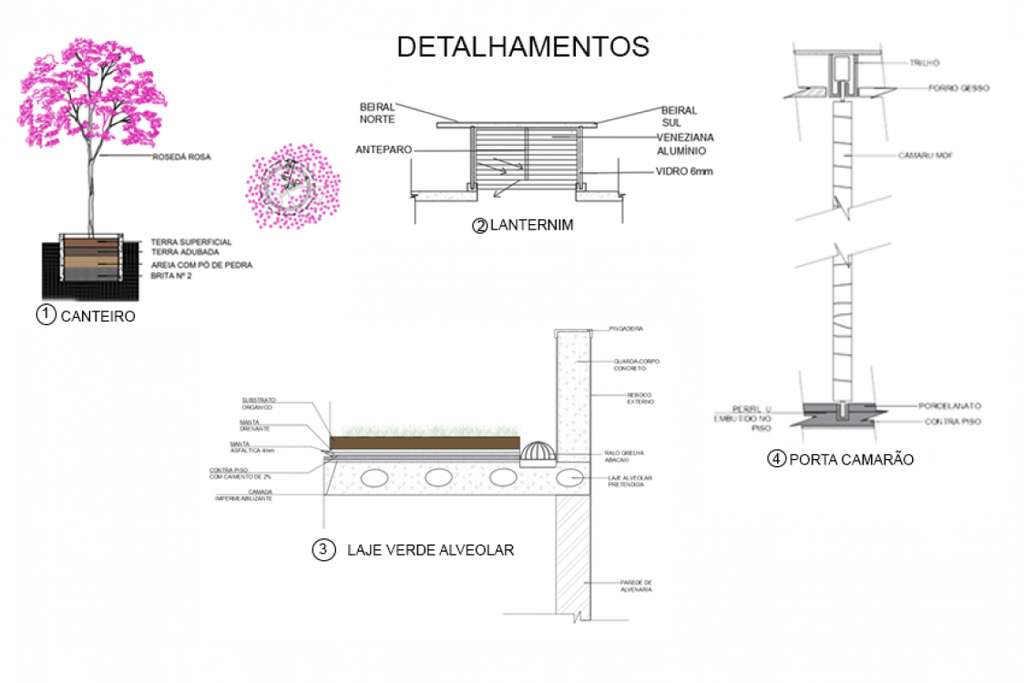 DETALHAMENTOS
ROSEDÁ ROSA
TERRA SUPERFICIAL
TERRA ADUBADA
AREIA COM PÓ DE PEDRA
BRITA Nº 2
1 CANTEIRO
BEIRAL
NORTE
ANTEPARO
BEIRAL
SUL
VENEZIANA
ALUMÍNIO
VIDRO 6mm
2 LANTERNIM
SUBSTRATO
ORGÂNICO
MANTA
DRENANTE
MANTA
ASFALTICA 4mm
CONTRA PISO
COM CAIMENTO DE 2%
CAMADA
IMPERMEABILIZANTE
PINGADEIRA
GUARDA-CORPO
CONCRETO
REBOCO
EXTERNO
RALO GRELHA
ABACAXI
LAJE ALVEOLAR
PRETENDIDA
PAREDE DE
ALVENARIA
3 LAJE VERDE ALVEOLAR
TRILHO
FORRO GESSO
CAMARU MDF
PERFIL U
EMBUTIDO NO
PISO
PORCELANATO
CONTRA PISO
4 PORTA CAMARÃO